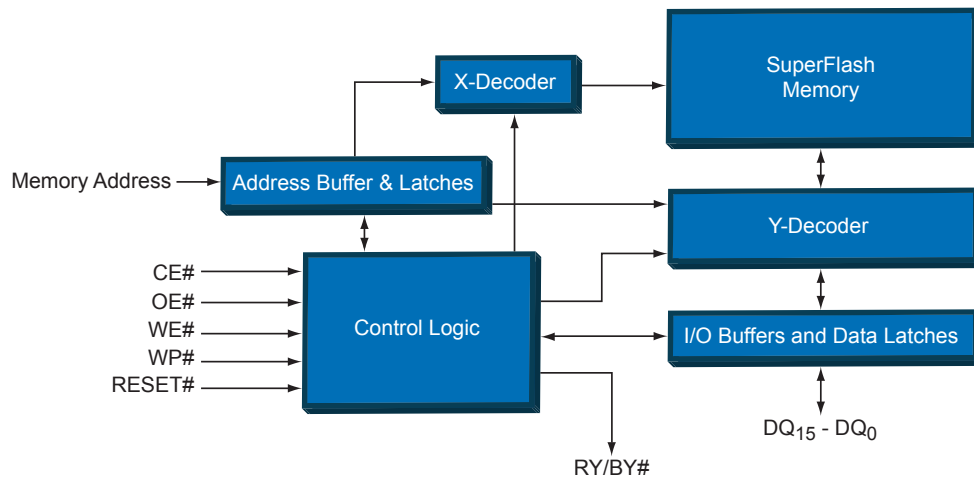 SuperFlash
Memory
X-Decoder
Memory Address
Address Buffer & Latches
Y-Decoder
CE#
OE#
WE#
WP#
RESET#
Control Logic
I/O Buffers and Data Latches
DQ15 - DQ0
RY/BY#